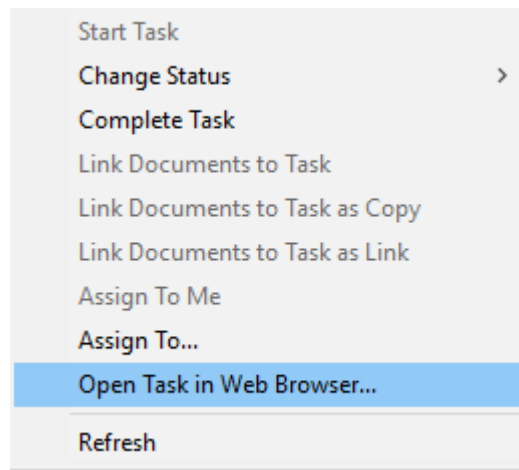 Start Task
Change Status
Complete Task
Link Documents to Task
Link Documents to Task as Copy
Link Documents to Task as Link
Assign To Me
Assign To...
Open Task in Web Browser...
Refresh